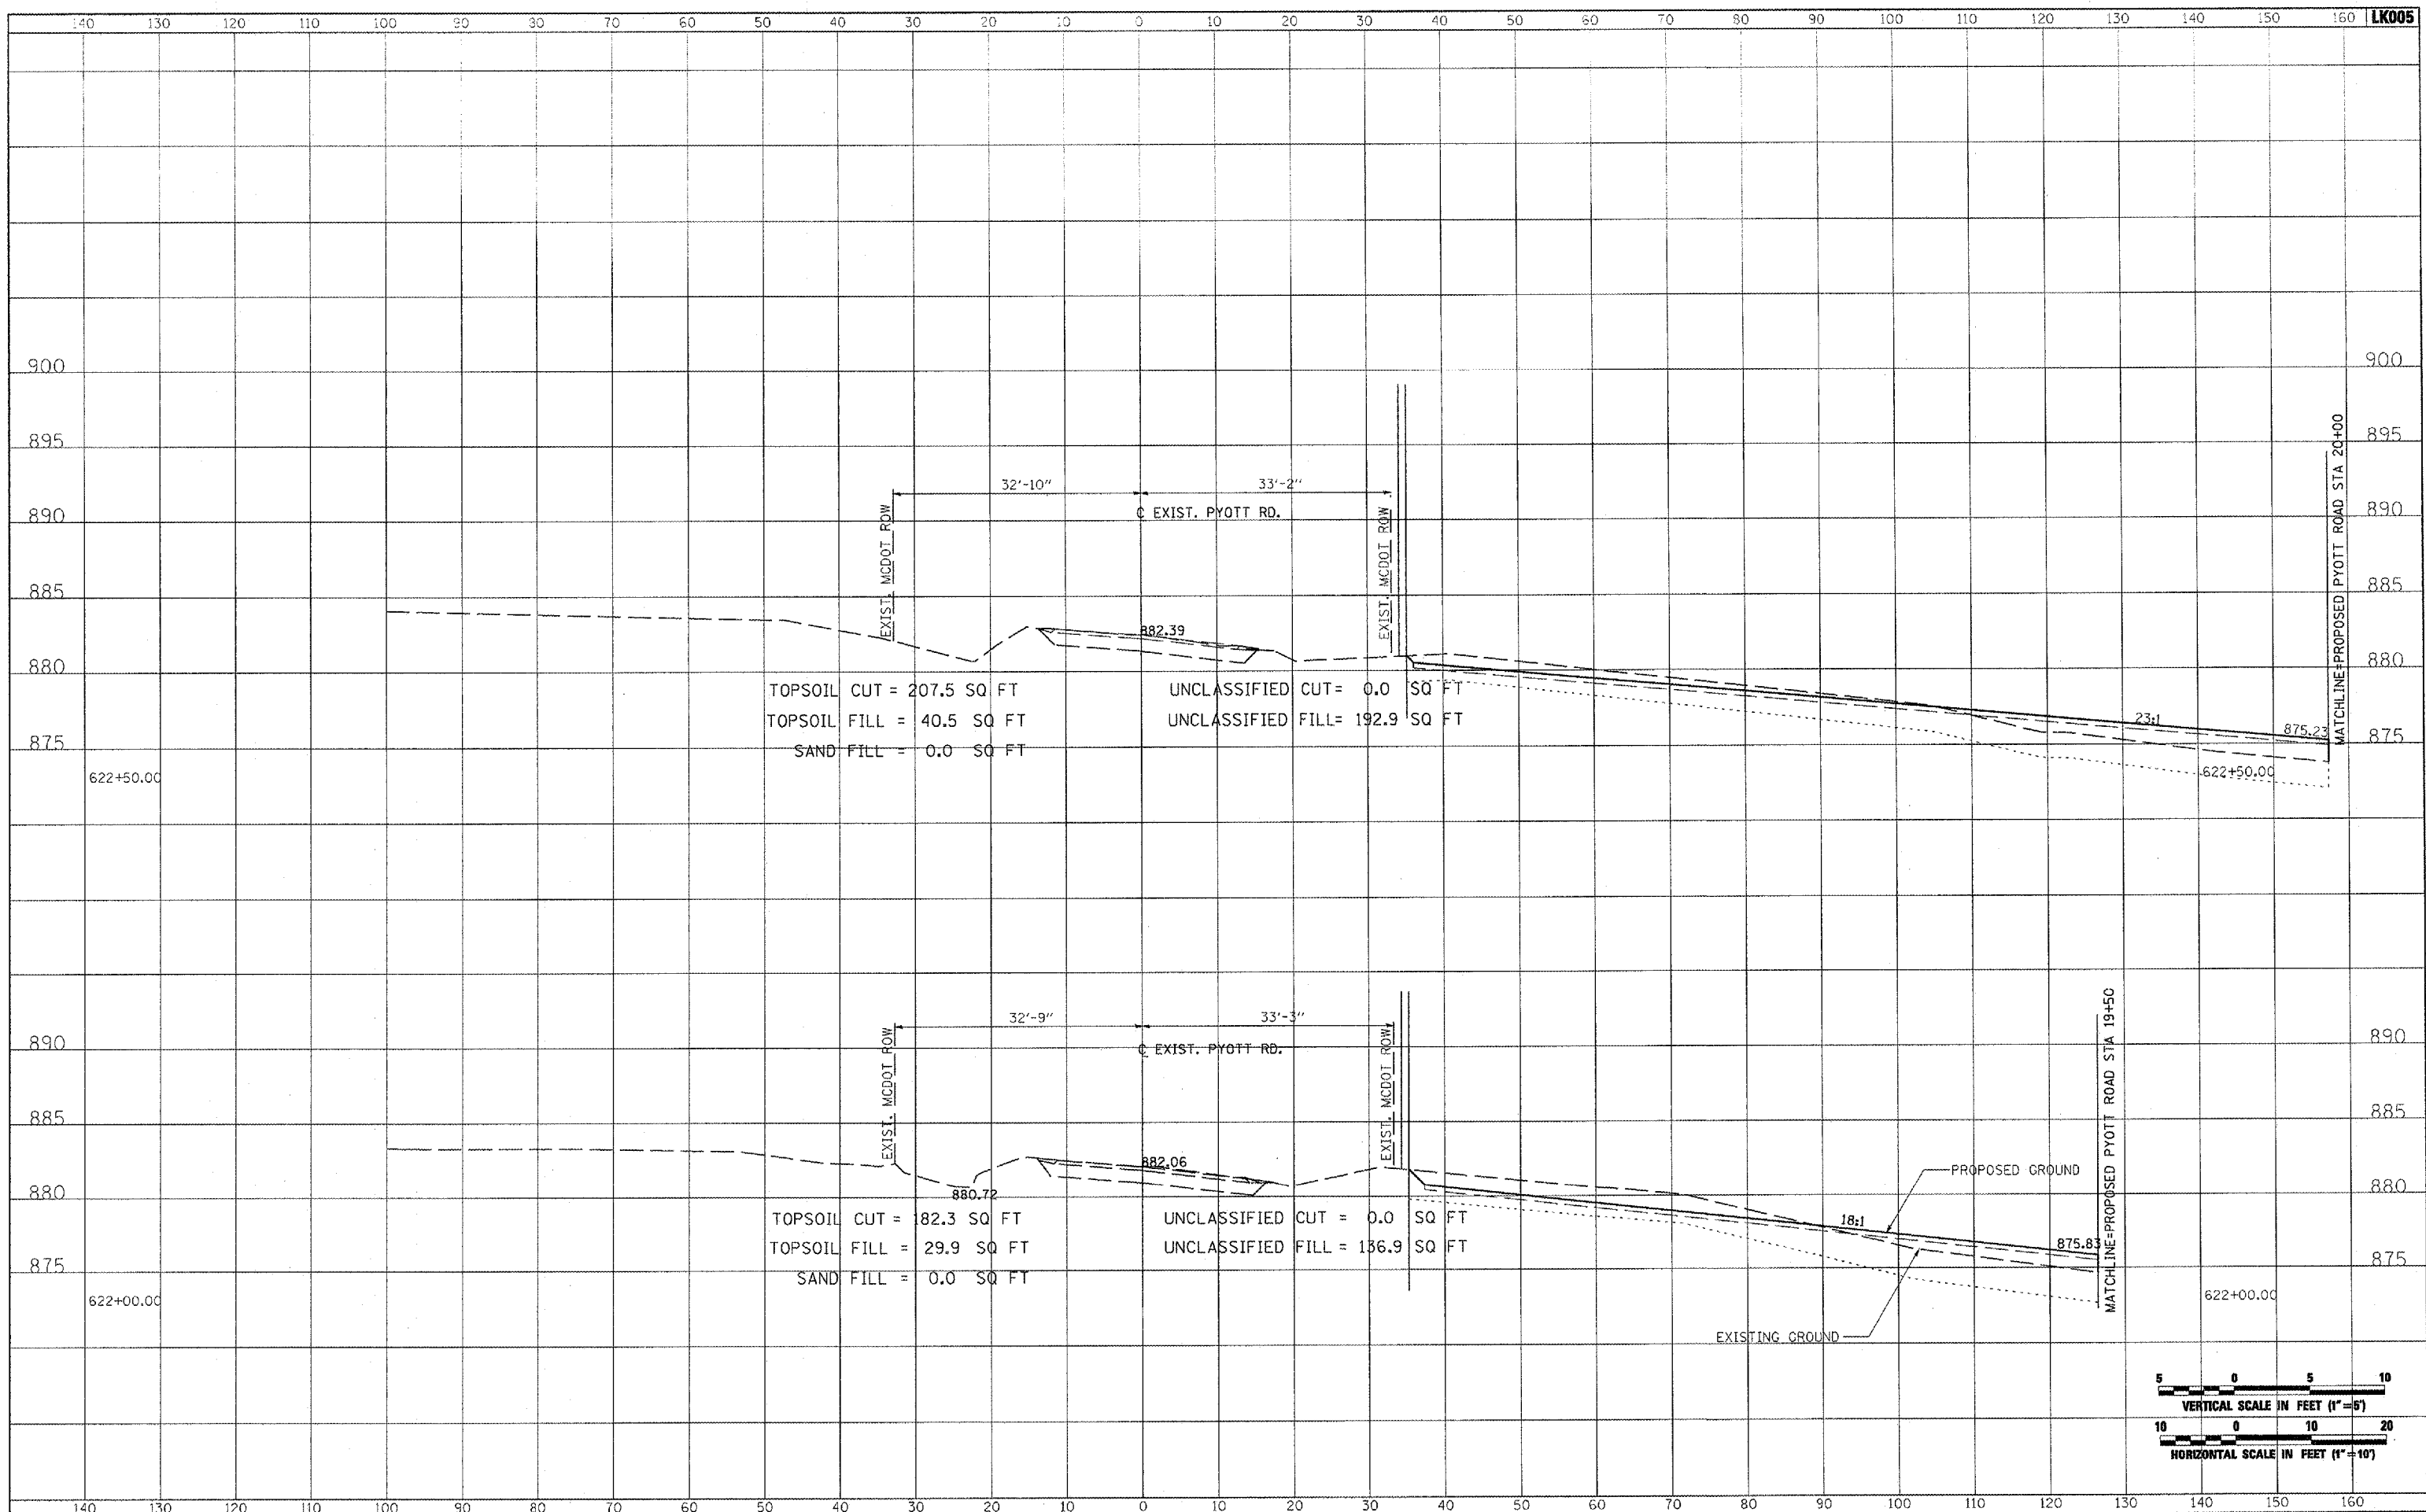 140 130 120 110 100 90 80 70 60 50 40 30 20 10 0 10 20 30 40 50 60 70 80 90 100 110 120 130 140 150 160 LK005
900 900
895 895
MATCHLINE=PROPOSED PYOTT ROAD STA 20+00
32'-10" 33'-2"
890 890
℄ EXIST. PYOTT RD.
EXIST. MCDOT ROW
EXIST. MCDOT ROW
885 885
882.39
880 880
TOPSOIL CUT = 207.5 SQ FT UNCLASSIFIED CUT= 0.0 SQ FT
TOPSOIL FILL = 40.5 SQ FT UNCLASSIFIED FILL= 192.9 SQ FT
23:1
875.23
875 875
SAND FILL = 0.0 SQ FT
622+50.00 622+50.00
MATCHLINE=PROPOSED PYOTT ROAD STA 19+50
32'-9" 33'-3"
890 890
℄ EXIST. PYOTT RD.
EXIST. MCDOT ROW
EXIST. MCDOT ROW
885 885
882.06
PROPOSED GROUND
880 880
880.72
TOPSOIL CUT = 182.3 SQ FT UNCLASSIFIED CUT = 0.0 SQ FT
18:1
TOPSOIL FILL = 29.9 SQ FT UNCLASSIFIED FILL = 136.9 SQ FT
875.83
875 875
SAND FILL = 0.0 SQ FT
622+00.00 622+00.00
EXISTING GROUND
5 0 5 10
VERTICAL SCALE IN FEET (1"=5')
10 0 10 20
HORIZONTAL SCALE IN FEET (1"=10')
140 130 120 110 100 90 80 70 60 50 40 30 20 10 0 10 20 30 40 50 60 70 80 90 100 110 120 130 140 150 160